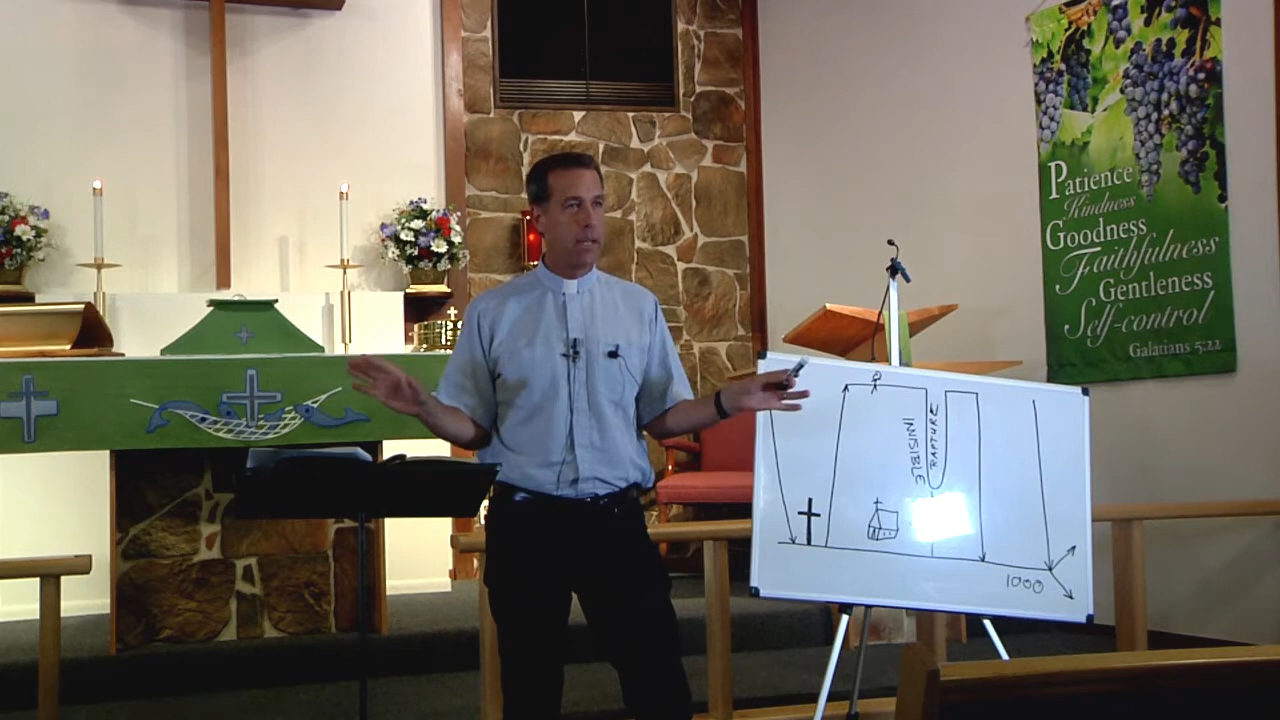 Patience
Kindness
Goodness
Faithfulness
Gentleness
Self-control
Galatians 5:22
INVISIBLE
RAPTURE
1000